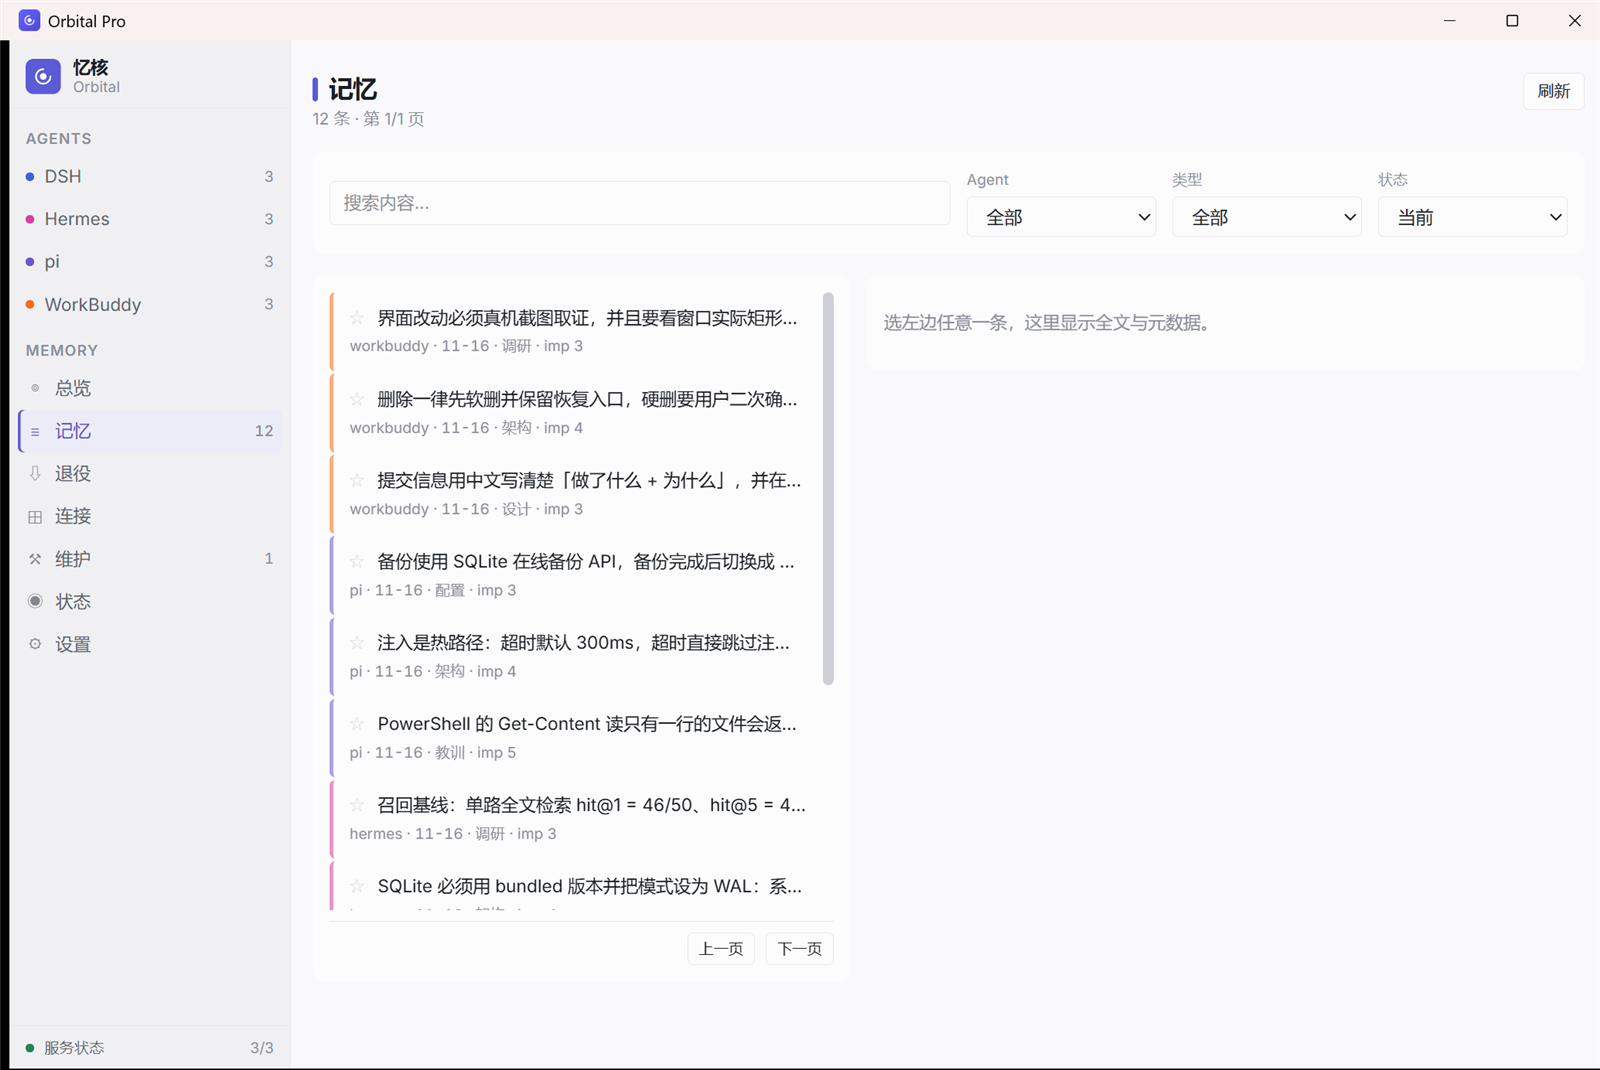 Orbital Pro
忆核
Orbital
AGENTS
DSH 3
Hermes 3
pi 3
WorkBuddy 3
MEMORY
总览
记忆 12
退役
连接
维护 1
状态
设置
服务状态 3/3
记忆
12 条 · 第 1/1 页
刷新
搜索内容...
Agent
全部
类型
全部
状态
当前
界面改动必须真机截图取证，并且要看窗口实际矩形...
workbuddy · 11-16 · 调研 · imp 3
删除一律先软删并保留恢复入口，硬删要用户二次确...
workbuddy · 11-16 · 架构 · imp 4
提交信息用中文写清楚「做了什么 + 为什么」，并在...
workbuddy · 11-16 · 设计 · imp 3
备份使用 SQLite 在线备份 API，备份完成后切换成 ...
pi · 11-16 · 配置 · imp 3
注入是热路径：超时默认 300ms，超时直接跳过注...
pi · 11-16 · 架构 · imp 4
PowerShell 的 Get-Content 读只有一行的文件会返...
pi · 11-16 · 教训 · imp 5
召回基线：单路全文检索 hit@1 = 46/50、hit@5 = 4...
hermes · 11-16 · 调研 · imp 3
SQLite 必须用 bundled 版本并把模式设为 WAL：系...
上一页
下一页
选左边任意一条，这里显示全文与元数据。